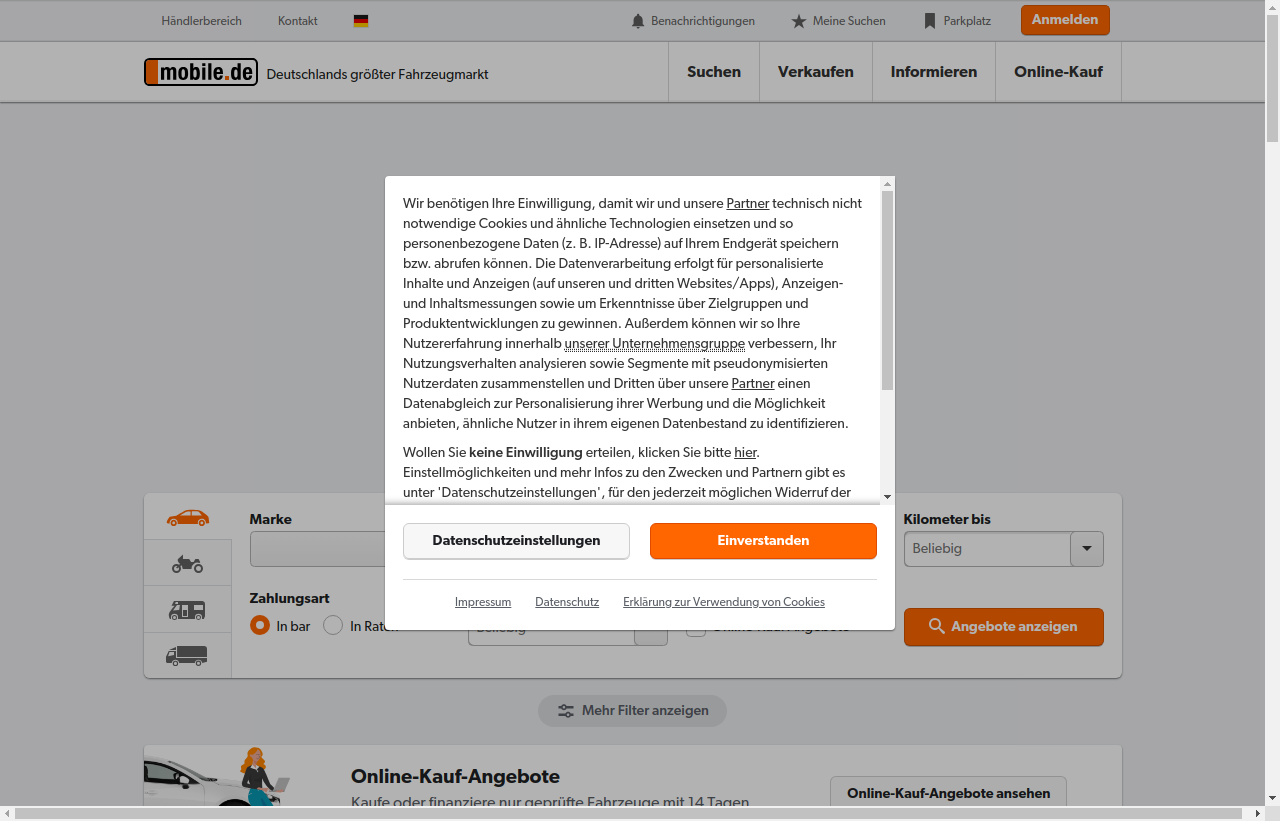 Händlerbereich Kontakt Benachrichtigungen Meine Suchen Parkplatz Anmelden
mobile.de Deutschlands größter Fahrzeugmarkt Suchen Verkaufen Informieren Online-Kauf
Wir benötigen Ihre Einwilligung, damit wir und unsere Partner technisch nicht
notwendige Cookies und ähnliche Technologien einsetzen und so
personenbezogene Daten (z. B. IP-Adresse) auf Ihrem Endgerät speichern
bzw. abrufen können. Die Datenverarbeitung erfolgt für personalisierte
Inhalte und Anzeigen (auf unseren und dritten Websites/Apps), Anzeigen-
und Inhaltsmessungen sowie um Erkenntnisse über Zielgruppen und
Produktentwicklungen zu gewinnen. Außerdem können wir so Ihre
Nutzererfahrung innerhalb unserer Unternehmensgruppe verbessern, Ihr
Nutzungsverhalten analysieren sowie Segmente mit pseudonymisierten
Nutzerdaten zusammenstellen und Dritten über unsere Partner einen
Datenabgleich zur Personalisierung ihrer Werbung und die Möglichkeit
anbieten, ähnliche Nutzer in ihrem eigenen Datenbestand zu identifizieren.
Wollen Sie keine Einwilligung erteilen, klicken Sie bitte hier.
Einstellmöglichkeiten und mehr Infos zu den Zwecken und Partnern gibt es
unter 'Datenschutzeinstellungen', für den jederzeit möglichen Widerruf der
Datenschutzeinstellungen Einverstanden
Impressum Datenschutz Erklärung zur Verwendung von Cookies
Marke Kilometer bis
Beliebig
Zahlungsart
In bar In Raten
Angebote anzeigen
Mehr Filter anzeigen
Online-Kauf-Angebote
Kaufe oder finanziere nur geprüfte Fahrzeuge mit 14 Tagen
Online-Kauf-Angebote ansehen